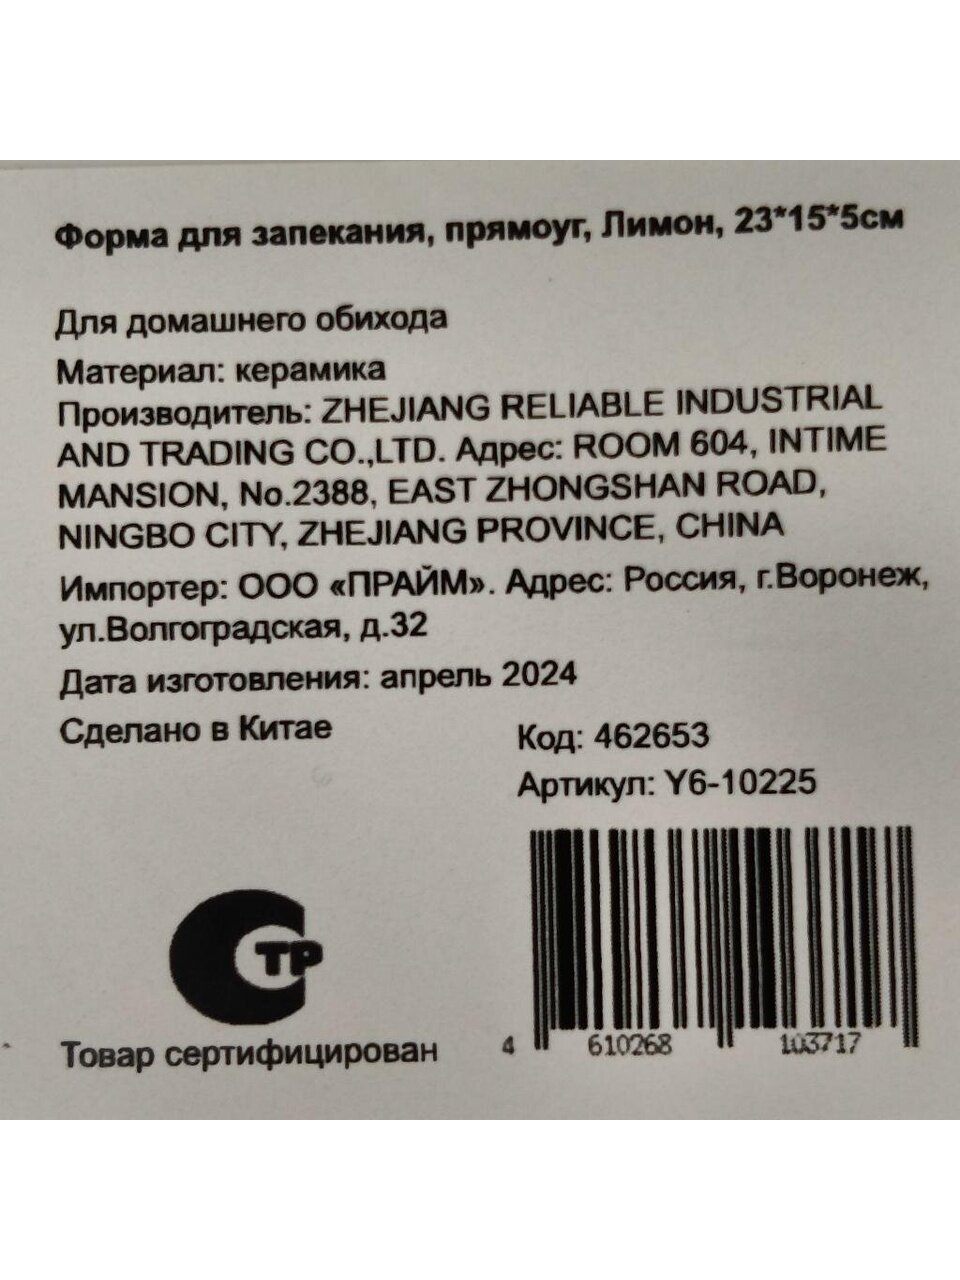 Форма для запекания, прямоуг, Лимон, 23*15*5см
Для домашнего обихода
Материал: керамика
Производитель: ZHEJIANG RELIABLE INDUSTRIAL
AND TRADING CO.,LTD. Адрес: ROOM 604, INTIME
MANSION, No.2388, EAST ZHONGSHAN ROAD,
NINGBO CITY, ZHEJIANG PROVINCE, CHINA
Импортер: ООО «ПРАЙМ». Адрес: Россия, г.Воронеж,
ул.Волгоградская, д.32
Дата изготовления: апрель 2024
Сделано в Китае
Код: 462653
Артикул: Y6-10225
СТР
Товар сертифицирован
4 610268 103717